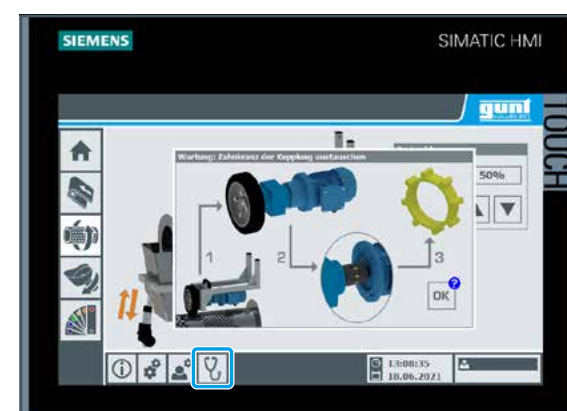 SIEMENS
SIMATIC HMI
TOUCH
gunt
Wartung: Zahnkranz der Kupplung austauschen
50%
1
2
3
?
OK
13:08:35
18.06.2021